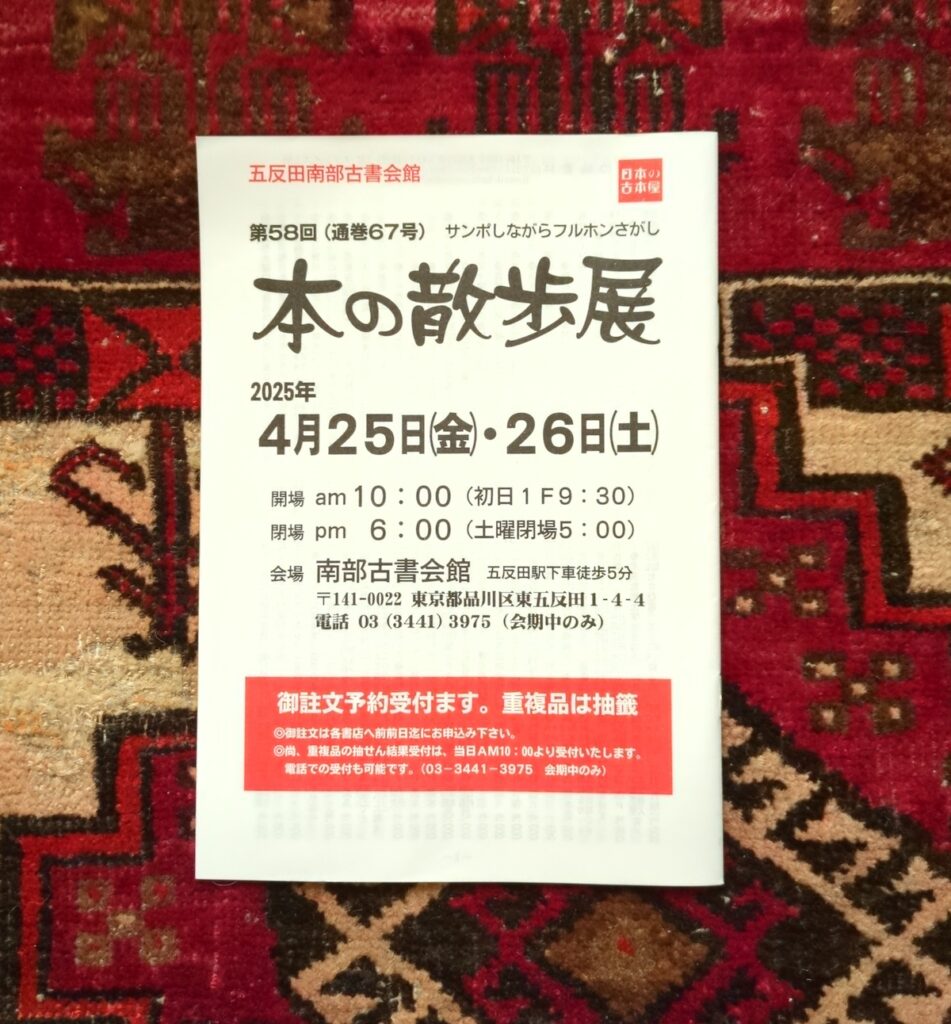 五反田南部古書会館
日本の
古本屋
第58回（通巻67号） サンポしながらフルホンさがし
本の散歩展
2025年
4月25日(金)・26日(土)
開場 am 10：00（初日1F9：30）
閉場 pm 6：00（土曜閉場5：00）
会場 南部古書会館 五反田駅下車徒歩5分
〒141-0022 東京都品川区東五反田1-4-4
電話 03 (3441) 3975（会期中のみ）
御註文予約受付ます。重複品は抽籤
◎御註文は各書店へ前前日迄にお申込み下さい。
◎尚、重複品の抽せん結果受付は、当日AM10：00より受付いたします。
電話での受付も可能です。（03－3441－3975 会期中のみ）